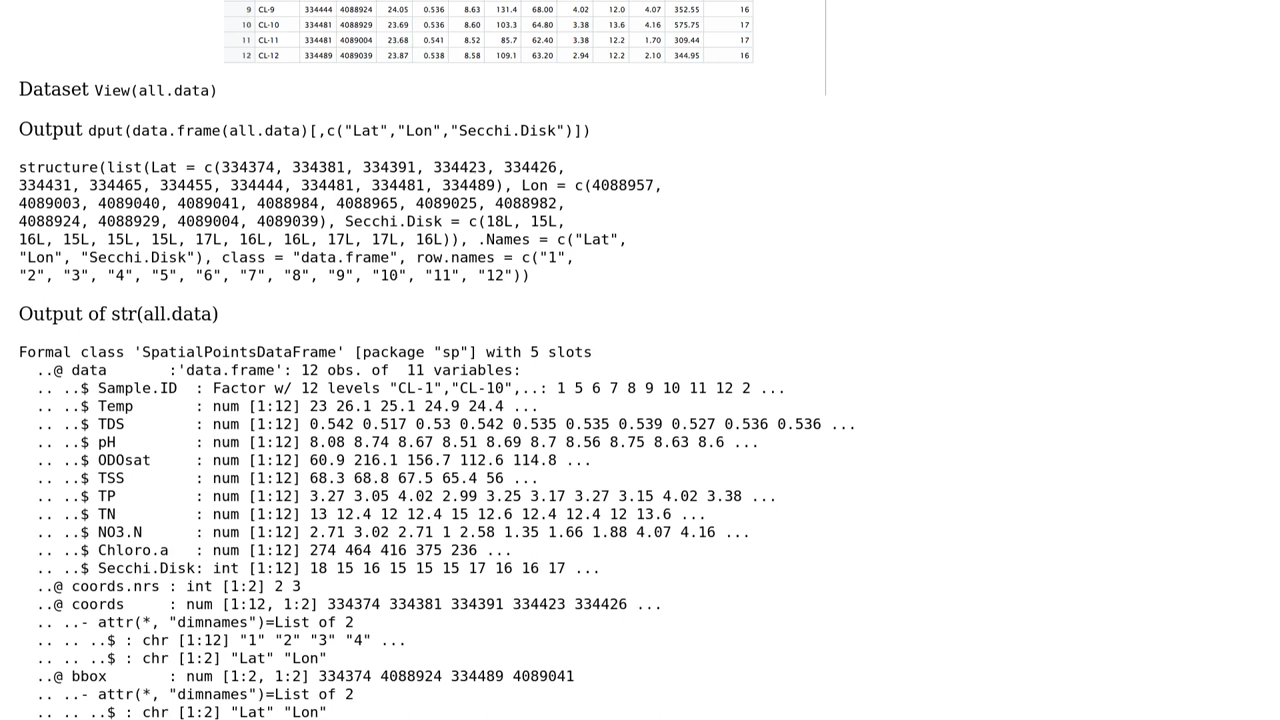 9 CL-9 334444 4088924 24.05 0.536 8.63 131.4 68.00 4.02 12.0 4.07 352.55 16
10 CL-10 334481 4088929 23.69 0.536 8.60 103.3 64.80 3.38 13.6 4.16 575.75 17
11 CL-11 334481 4089004 23.68 0.541 8.52 85.7 62.40 3.38 12.2 1.70 309.44 17
12 CL-12 334489 4089039 23.87 0.538 8.58 109.1 63.20 2.94 12.2 2.10 344.95 16
Dataset View(all.data)
Output dput(data.frame(all.data)[,c("Lat","Lon","Secchi.Disk")])
structure(list(Lat = c(334374, 334381, 334391, 334423, 334426,
334431, 334465, 334455, 334444, 334481, 334481, 334489), Lon = c(4088957,
4089003, 4089040, 4089041, 4088984, 4088965, 4089025, 4088982,
4088924, 4088929, 4089004, 4089039), Secchi.Disk = c(18L, 15L,
16L, 15L, 15L, 15L, 17L, 16L, 16L, 17L, 17L, 16L)), .Names = c("Lat",
"Lon", "Secchi.Disk"), class = "data.frame", row.names = c("1",
"2", "3", "4", "5", "6", "7", "8", "9", "10", "11", "12"))
Output of str(all.data)
Formal class 'SpatialPointsDataFrame' [package "sp"] with 5 slots
  ..@ data       :'data.frame': 12 obs. of  11 variables:
  .. ..$ Sample.ID  : Factor w/ 12 levels "CL-1","CL-10",..: 1 5 6 7 8 9 10 11 12 2 ...
  .. ..$ Temp       : num [1:12] 23 26.1 25.1 24.9 24.4 ...
  .. ..$ TDS        : num [1:12] 0.542 0.517 0.53 0.542 0.535 0.535 0.539 0.527 0.536 0.536 ...
  .. ..$ pH         : num [1:12] 8.08 8.74 8.67 8.51 8.69 8.7 8.56 8.75 8.63 8.6 ...
  .. ..$ ODOsat     : num [1:12] 60.9 216.1 156.7 112.6 114.8 ...
  .. ..$ TSS        : num [1:12] 68.3 68.8 67.5 65.4 56 ...
  .. ..$ TP         : num [1:12] 3.27 3.05 4.02 2.99 3.25 3.17 3.27 3.15 4.02 3.38 ...
  .. ..$ TN         : num [1:12] 13 12.4 12 12.4 15 12.6 12.4 12.4 12 13.6 ...
  .. ..$ NO3.N      : num [1:12] 2.71 3.02 2.71 1 2.58 1.35 1.66 1.88 4.07 4.16 ...
  .. ..$ Chloro.a   : num [1:12] 274 464 416 375 236 ...
  .. ..$ Secchi.Disk: int [1:12] 18 15 16 15 15 15 17 16 16 17 ...
  ..@ coords.nrs : int [1:2] 2 3
  ..@ coords     : num [1:12, 1:2] 334374 334381 334391 334423 334426 ...
  .. ..- attr(*, "dimnames")=List of 2
  .. .. ..$ : chr [1:12] "1" "2" "3" "4" ...
  .. .. ..$ : chr [1:2] "Lat" "Lon"
  ..@ bbox       : num [1:2, 1:2] 334374 4088924 334489 4089041
  .. ..- attr(*, "dimnames")=List of 2
  .. .. ..$ : chr [1:2] "Lat" "Lon"